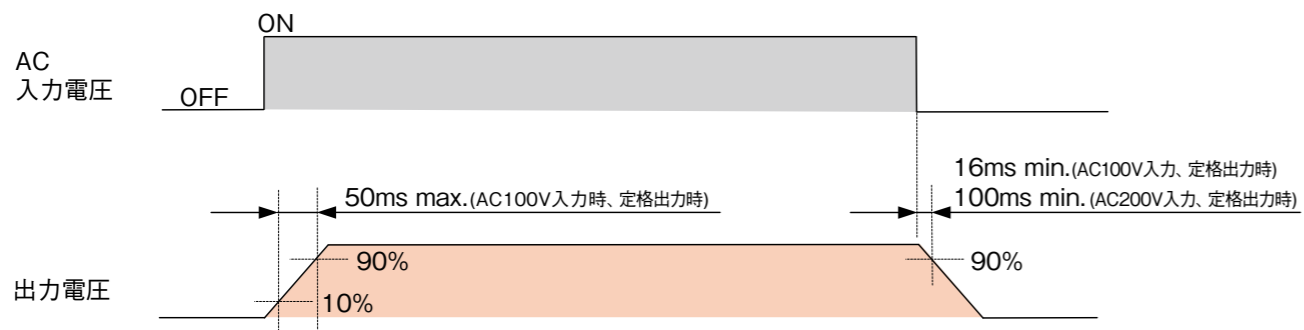 ON
AC
入力電圧
OFF
16ms min.(AC100V入力、定格出力時)
50ms max.(AC100V入力時、定格出力時)
100ms min.(AC200V入力、定格出力時)
90%
90%
出力電圧
10%